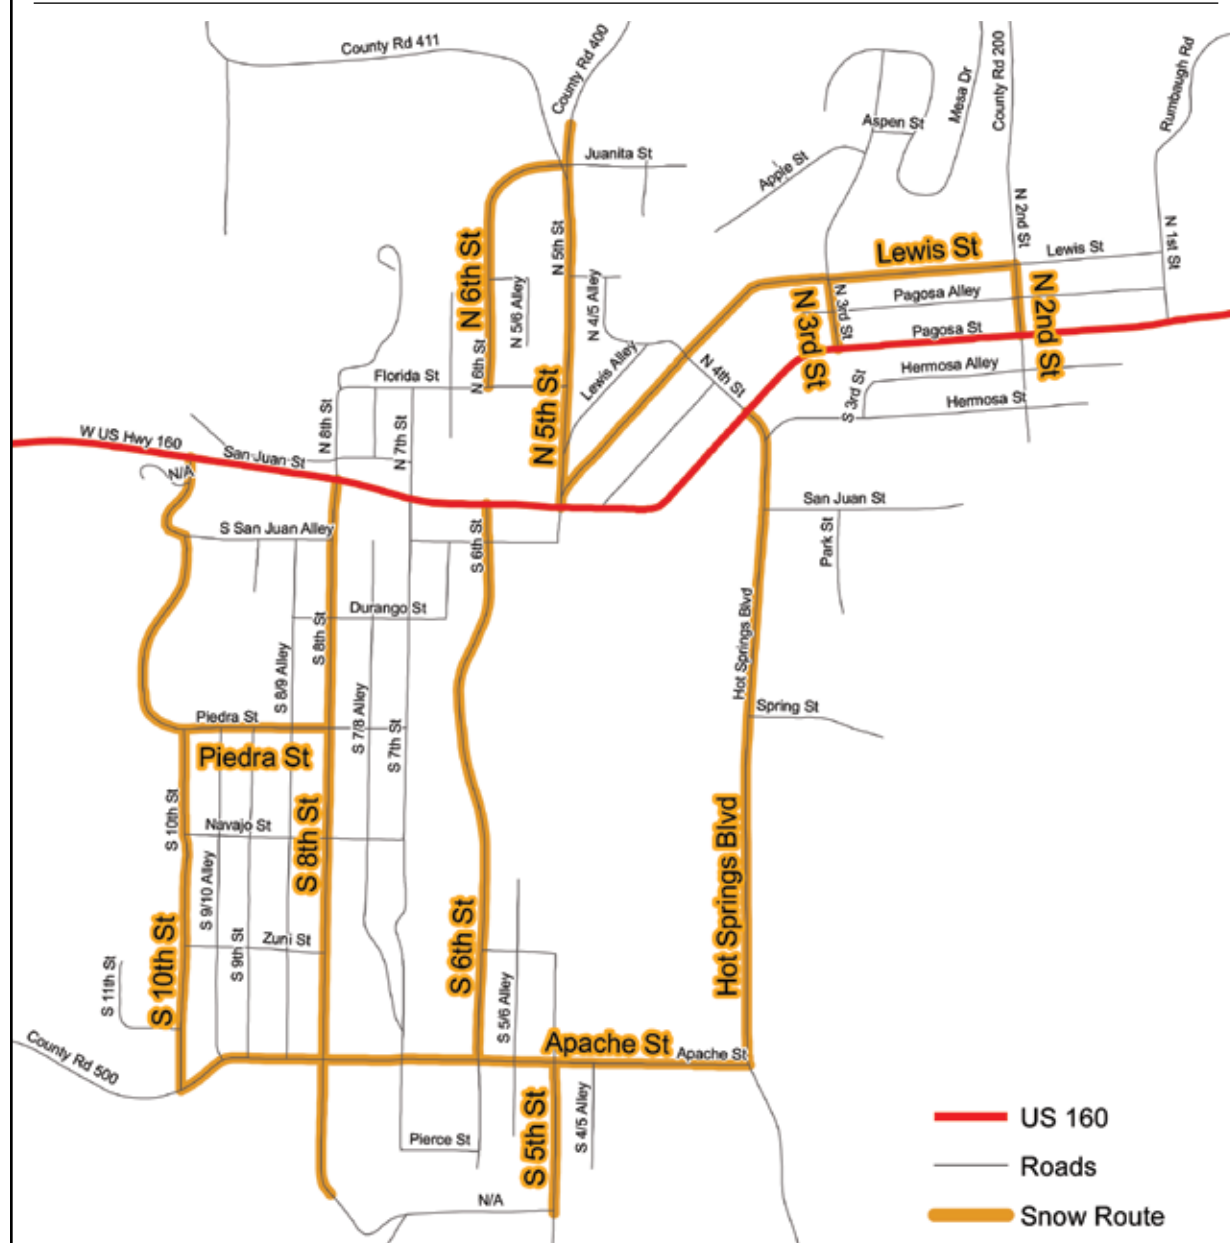 County Rd 411
County Rd 400
Mesa Dr
County Rd 200
Rumbaugh Rd
Aspen St
Juanita St
Apple St
N 6th St
N 5th St
N 2nd St
N 1st St
Lewis St
Lewis St
N 5/6 Alley
N 4/5 Alley
N 3rd St
N 3rd St
Pagosa Alley
N 2nd St
Pagosa St
N 6th St
Lewis Alley
N 4th St
Hermosa Alley
Florida St
S 3rd St
Hermosa St
N 8th St
N 7th St
N 5th St
W US Hwy 160
San Juan St
N/A
San Juan St
S San Juan Alley
S 6th St
Park St
Durango St
S 8th St
Hot Springs Blvd
S 8/9 Alley
S 7/8 Alley
S 7th St
Piedra St
Spring St
Piedra St
S 10th St
Navajo St
S 8th St
Hot Springs Blvd
S 9/10 Alley
S 6th St
Zuni St
S 10th St
S 9th St
S 11th St
S 5/6 Alley
County Rd 500
Apache St
Apache St
S 5th St
S 4/5 Alley
Pierce St
N/A
US 160
Roads
Snow Route